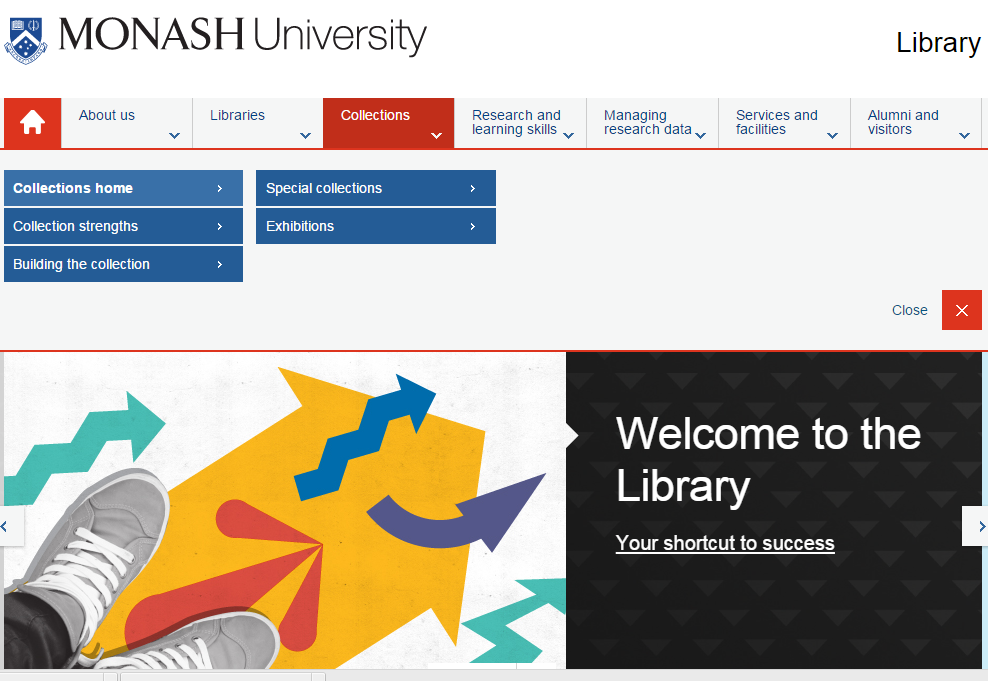 MONASH University
Library
About us
Libraries
Collections
Research and
learning skills
Managing
research data
Services and
facilities
Alumni and
visitors
Collections home
Special collections
Collection strengths
Exhibitions
Building the collection
Close
Welcome to the
Library
Your shortcut to success